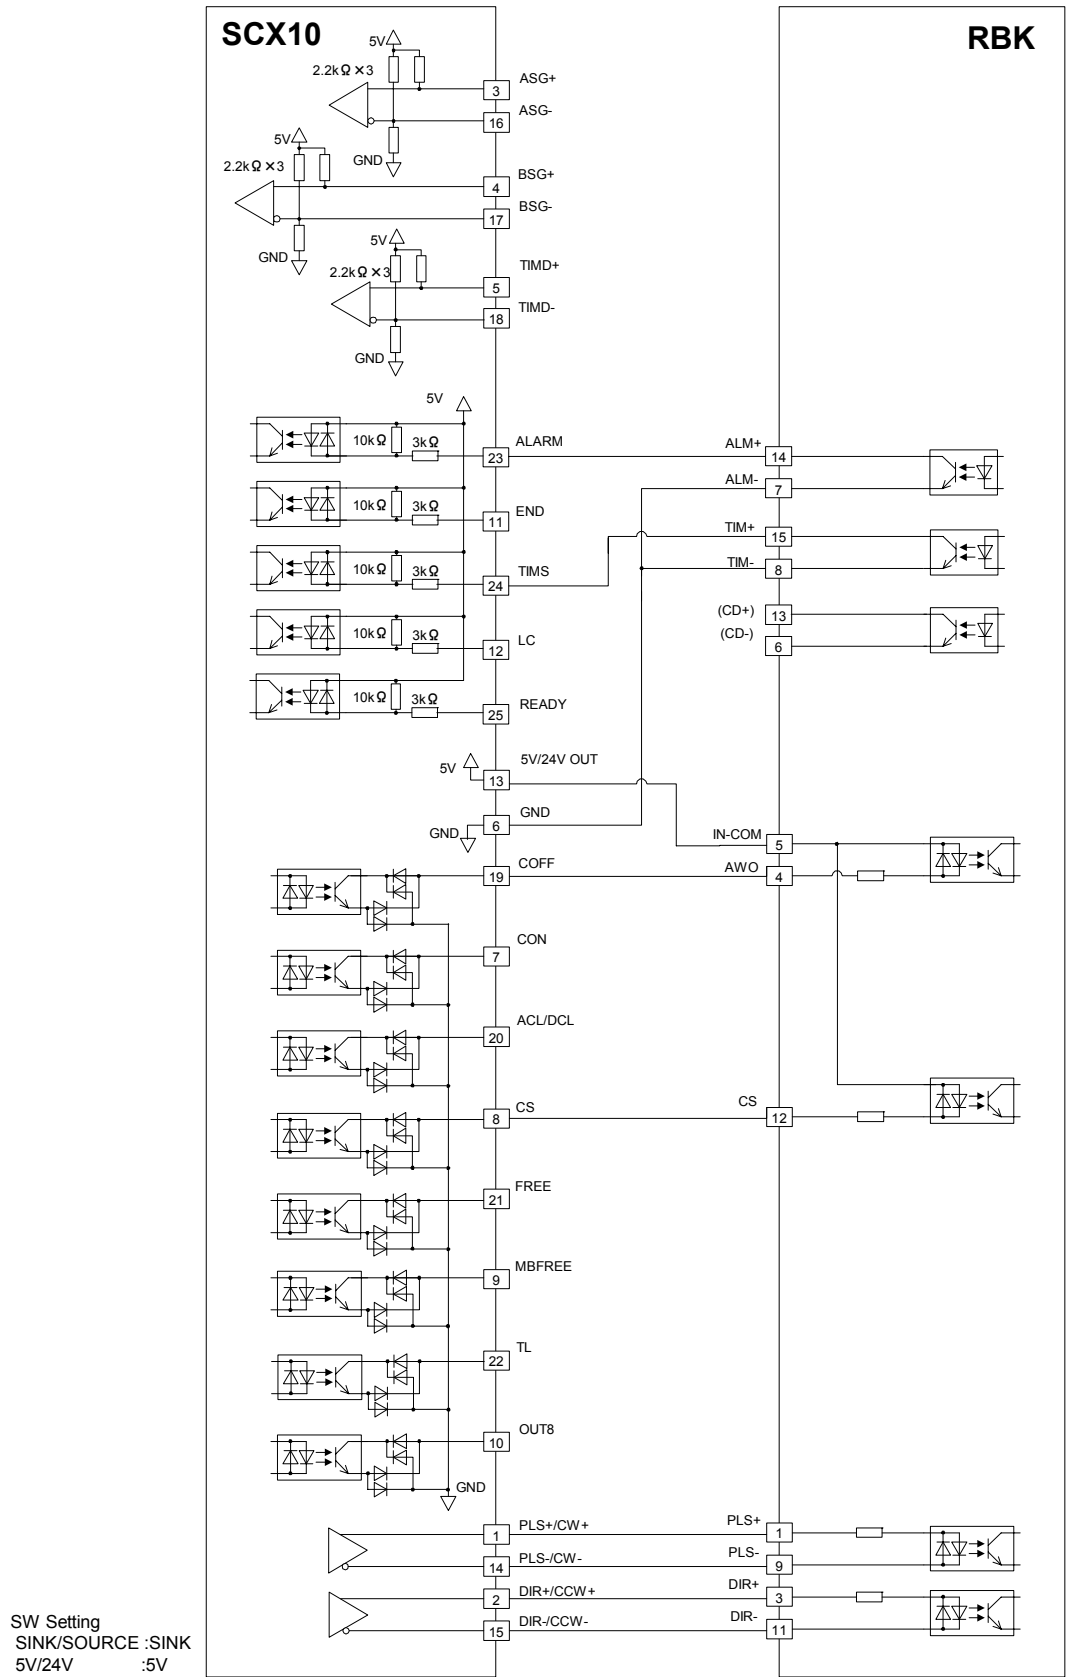 SCX10
RBK
5V
2.2kΩ×3
3 ASG+
16 ASG-
GND
5V
2.2kΩ×3
4 BSG+
17 BSG-
GND
5V
2.2kΩ×3
5 TIMD+
18 TIMD-
GND
5V
10kΩ 3kΩ 23 ALARM ALM+ 14
ALM- 7
10kΩ 3kΩ 11 END
TIM+ 15
10kΩ 3kΩ 24 TIMS TIM- 8
(CD+) 13
10kΩ 3kΩ 12 LC (CD-) 6
10kΩ 3kΩ 25 READY
5V 13 5V/24V OUT
GND 6 GND
IN-COM 5
19 COFF AWO 4
7 CON
20 ACL/DCL
8 CS CS 12
21 FREE
9 MBFREE
22 TL
10 OUT8
GND
1 PLS+/CW+ PLS+ 1
14 PLS-/CW- PLS- 9
2 DIR+/CCW+ DIR+ 3
15 DIR-/CCW- DIR- 11
SW Setting
SINK/SOURCE :SINK
5V/24V :5V